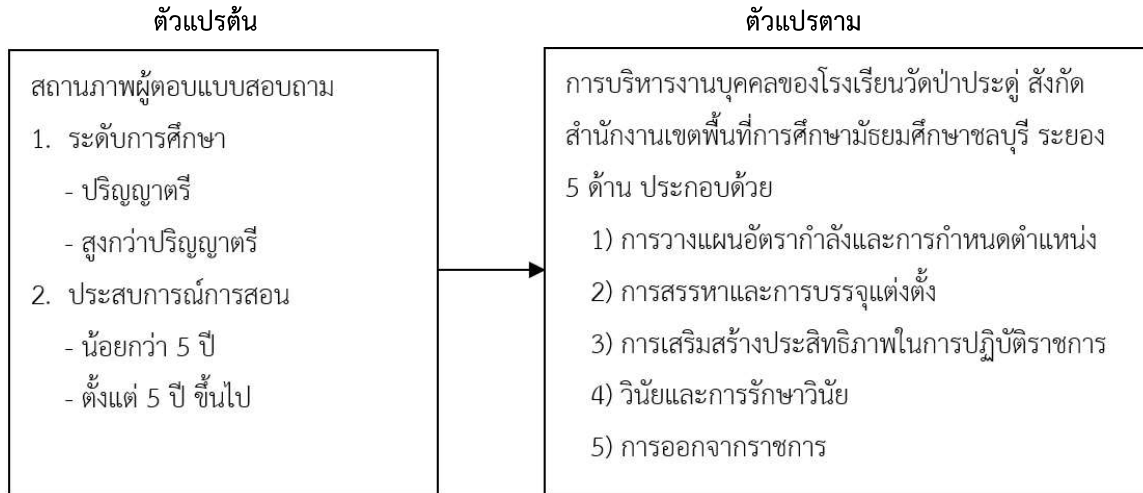 ตัวแปรต้น
สถานภาพผู้ตอบแบบสอบถาม
1. ระดับการศึกษา
- ปริญญาตรี
- สูงกว่าปริญญาตรี
2. ประสบการณ์การสอน
- น้อยกว่า 5 ปี
- ตั้งแต่ 5 ปี ขึ้นไป
ตัวแปรตาม
การบริหารงานบุคคลของโรงเรียนวัดป่าประดู่ สังกัด
สำนักงานเขตพื้นที่การศึกษามัธยมศึกษาชลบุรี ระยอง
5 ด้าน ประกอบด้วย
1) การวางแผนอัตรากำลังและการกำหนดตำแหน่ง
2) การสรรหาและการบรรจุแต่งตั้ง
3) การเสริมสร้างประสิทธิภาพในการปฏิบัติราชการ
4) วินัยและการรักษาวินัย
5) การออกจากราชการ